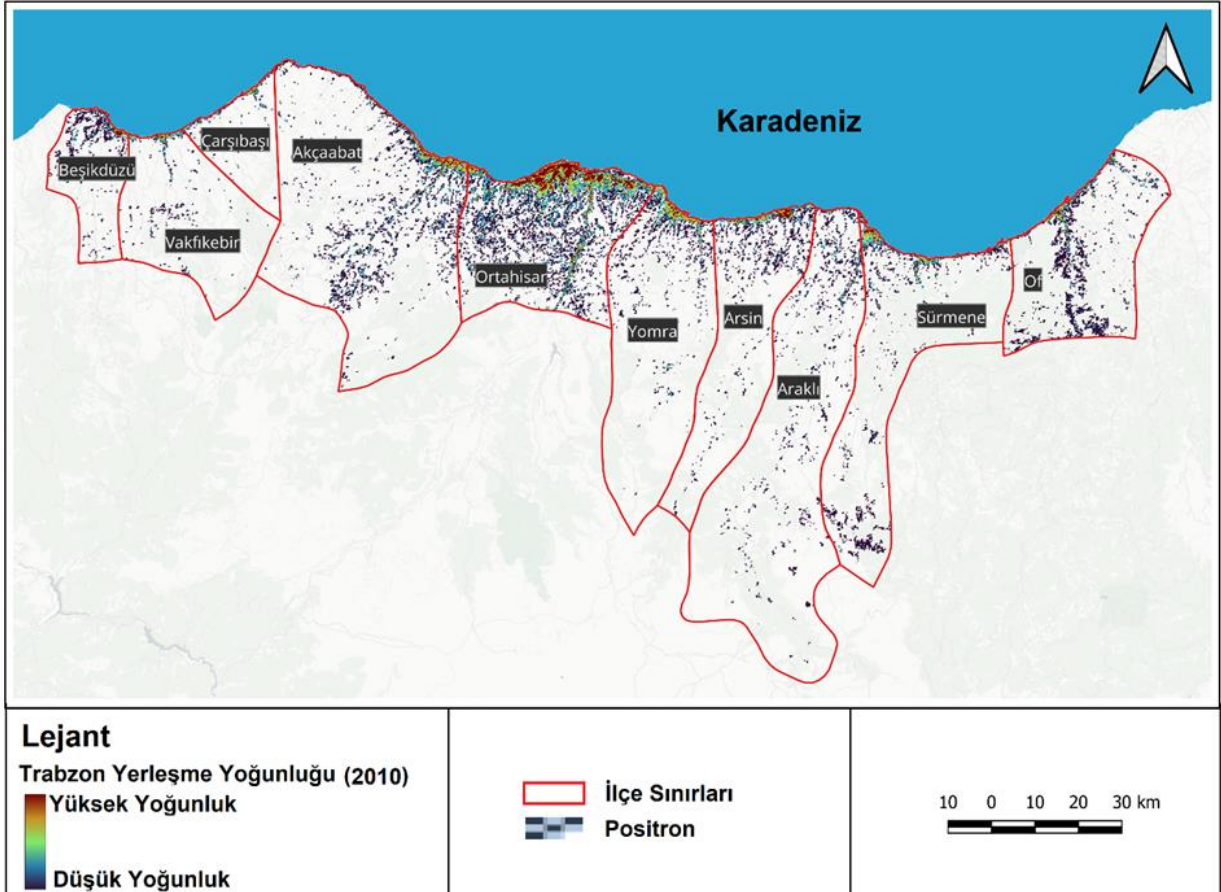 Karadeniz
Çarşıbaşı
Akçaabat
Beşikdüzü
Vakfıkebir
Ortahisar
Of
Yomra
Arsin
Sürmene
Araklı
Lejant
Trabzon Yerleşme Yoğunluğu (2010)
Yüksek Yoğunluk
Düşük Yoğunluk
İlçe Sınırları
Positron
10 0 10 20 30 km